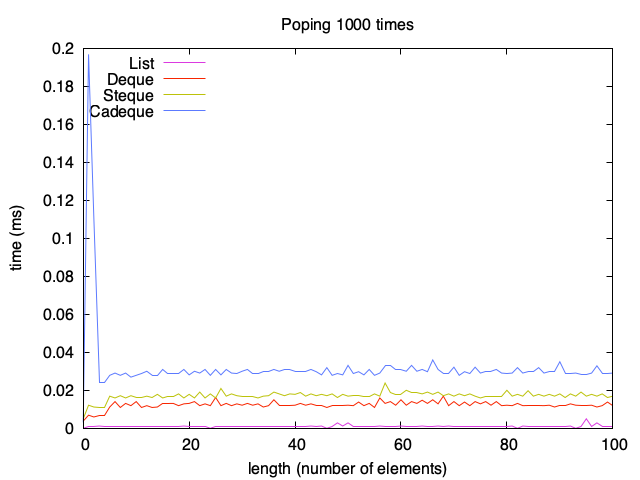 Poping 1000 times
0.2
0.18
0.16
0.14
0.12
0.1
0.08
0.06
0.04
0.02
0
time (ms)
List
Deque
Steque
Cadeque
0 20 40 60 80 100
length (number of elements)